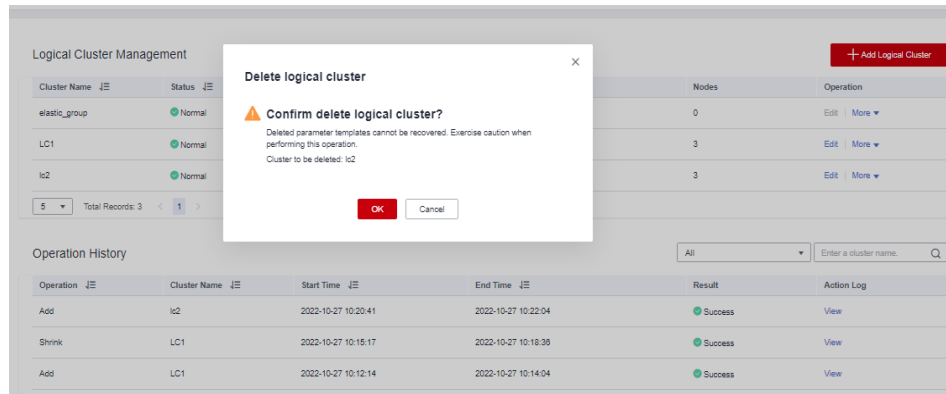 Logical Cluster Management
+ Add Logical Cluster
Cluster Name Status Nodes Operation
elastic_group Normal 0 Edit More
LC1 Normal 3 Edit More
lc2 Normal 3 Edit More
5 Total Records: 3 < 1 >
Delete logical cluster
Confirm delete logical cluster?
Deleted parameter templates cannot be recovered. Exercise caution when
performing this operation.
Cluster to be deleted: lc2
OK Cancel
Operation History
All Enter a cluster name.
Operation Cluster Name Start Time End Time Result Action Log
Add lc2 2022-10-27 10:20:41 2022-10-27 10:22:04 Success View
Shrink LC1 2022-10-27 10:15:17 2022-10-27 10:18:36 Success View
Add LC1 2022-10-27 10:12:14 2022-10-27 10:14:04 Success View